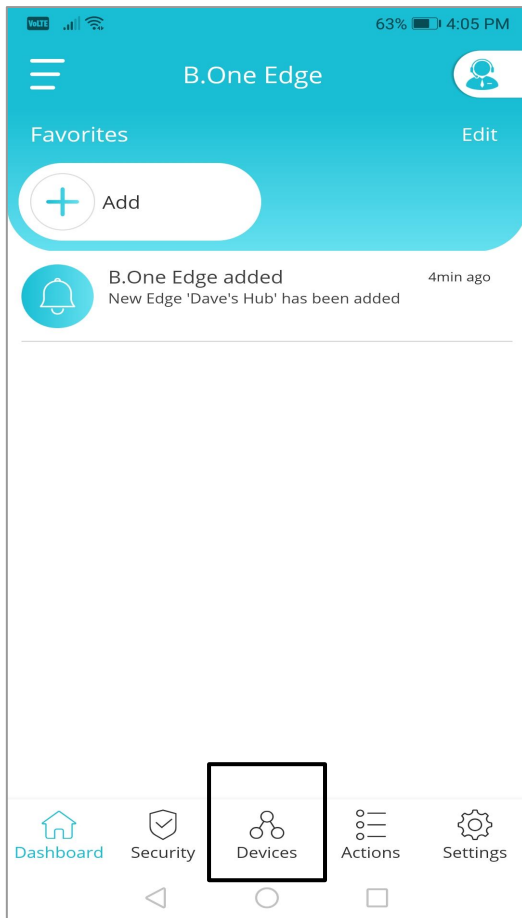 VoLTE 63% 4:05 PM
B.One Edge
Favorites Edit
Add
B.One Edge added 4min ago
New Edge 'Dave's Hub' has been added
Dashboard Security Devices Actions Settings